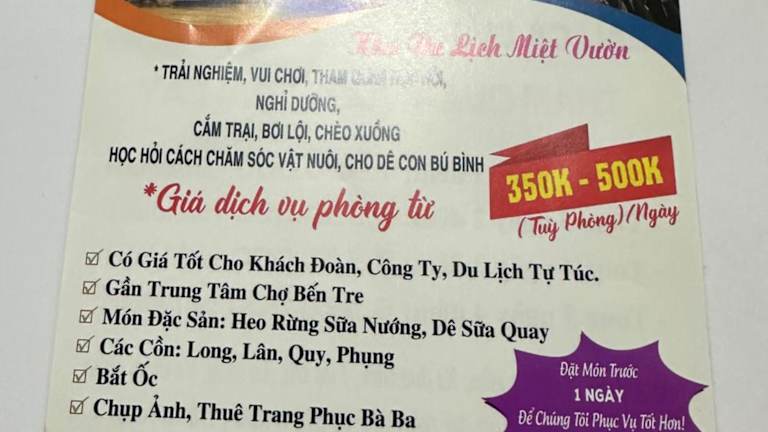 Khu Du Lịch Miệt Vườn
* TRẢI NGHIỆM, VUI CHƠI, THAM QUAN
NGHỈ DƯỠNG,
CẮM TRẠI, BƠI LỘI, CHÈO XUỒNG
HỌC HỎI CÁCH CHĂM SÓC VẬT NUÔI, CHO DÊ CON BÚ BÌNH
*Giá dịch vụ phòng từ
350K - 500K
(Tuỳ Phòng)/Ngày
Có Giá Tốt Cho Khách Đoàn, Công Ty, Du Lịch Tự Túc.
Gần Trung Tâm Chợ Bến Tre
Món Đặc Sản: Heo Rừng Sữa Nướng, Dê Sữa Quay
Các Cồn: Long, Lân, Quy, Phụng
Bắt Ốc
Chụp Ảnh, Thuê Trang Phục Bà Ba
Đặt Món Trước
1 NGÀY
Để Chúng Tôi Phục Vụ Tốt Hơn!